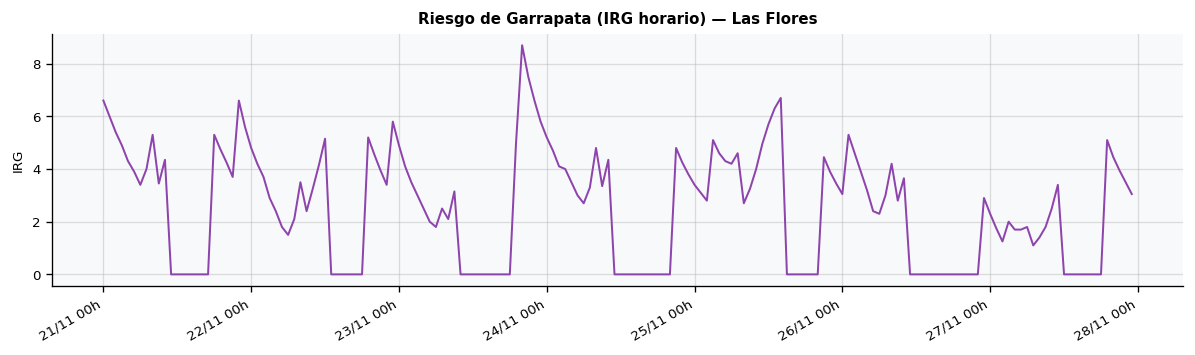 Riesgo de Garrapata (IRG horario) — Las Flores
IRG
8
6
4
2
0
21/11 00h
22/11 00h
23/11 00h
24/11 00h
25/11 00h
26/11 00h
27/11 00h
28/11 00h